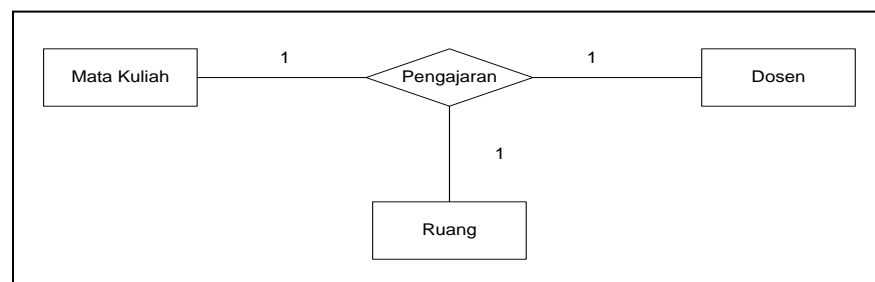 1
1
Mata Kuliah
Pengajaran
Dosen
1
Ruang